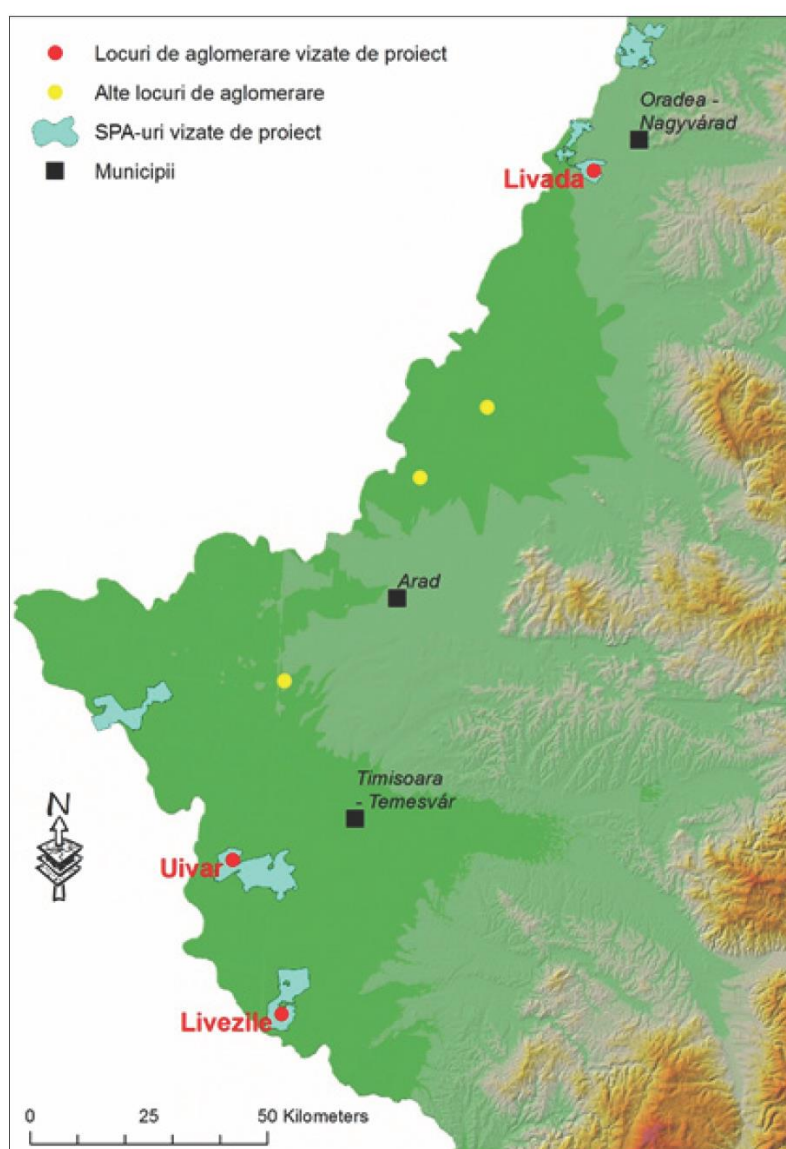 Locuri de aglomerare vizate de proiect
Alte locuri de aglomerare
SPA-uri vizate de proiect
Municipii
Oradea -
Nagyvárad
Livada
Arad
Timisoara
- Temesvár
N
Uivar
Livezile
0 25 50 Kilometers